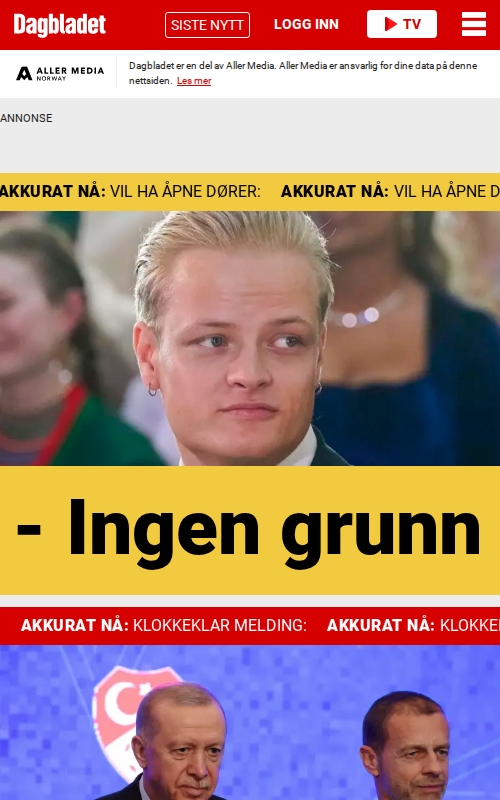 Dagbladet
SISTE NYTT
LOGG INN
TV
ALLER MEDIA
NORWAY
Dagbladet er en del av Aller Media. Aller Media er ansvarlig for dine data på denne
nettsiden. Les mer
ANNONSE
AKKURAT NÅ: VIL HA ÅPNE DØRER: AKKURAT NÅ: VIL HA ÅPNE D
- Ingen grunn
AKKURAT NÅ: KLOKKEKLAR MELDING: AKKURAT NÅ: KLOKKE